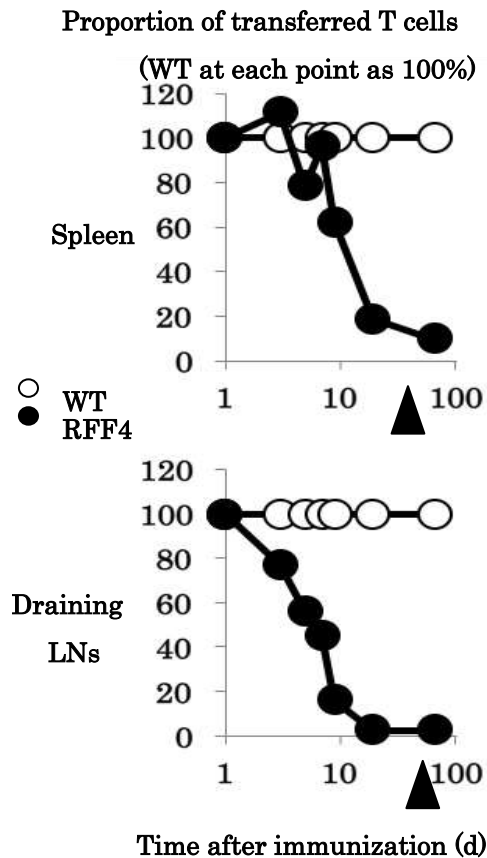 Proportion of transferred T cells
(WT at each point as 100%)
120
100
80
60
40
20
0
Spleen
1 10 100
WT
RFF4
120
100
80
60
40
20
0
Draining
LNs
1 10 100
Time after immunization (d)